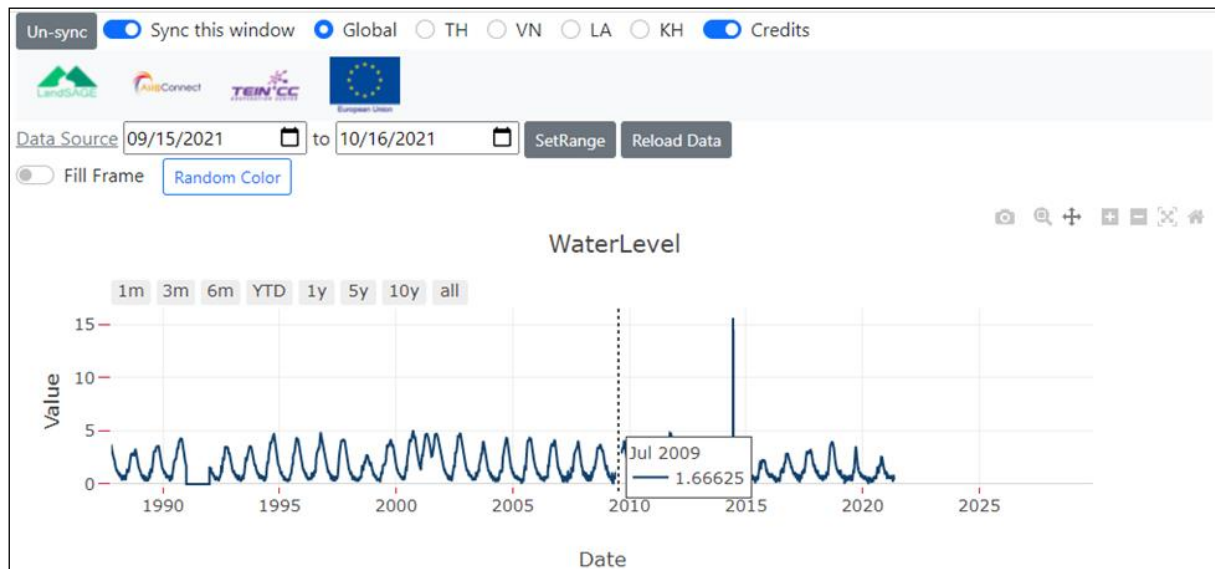 Un-sync Sync this window Global TH VN LA KH Credits
LandSAGE Asi@Connect TEIN*CC European Union
Data Source 09/15/2021 to 10/16/2021 SetRange Reload Data
Fill Frame Random Color
WaterLevel
1m 3m 6m YTD 1y 5y 10y all
15
10
5
0
Value
Jul 2009
1.66625
1990 1995 2000 2005 2010 2015 2020 2025
Date